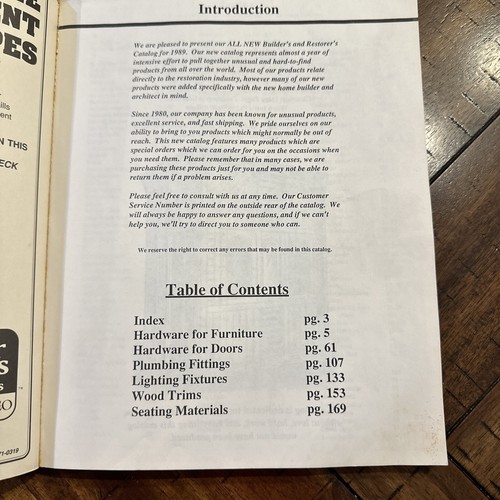 ENT
PES
ills
ent
N THIS
ECK
71-0319
Introduction
We are pleased to present our ALL NEW Builder's and Restorer's
Catalog for 1989. Our new catalog represents almost a year of
intensive effort to pull together unusual and hard-to-find
products from all over the world. Most of our products relate
directly to the restoration industry, however many of our new
products were added specifically with the new home builder and
architect in mind.
Since 1980, our company has been known for unusual products,
excellent service, and fast shipping. We pride ourselves on our
ability to bring to you products which might normally be out of
reach. This new catalog features many products which are
special orders which we can order for you on the occasions when
you need them. Please remember that in many cases, we are
purchasing these products just for you and may not be able to
return them if a problem arises.
Please feel free to consult with us at any time. Our Customer
Service Number is printed on the outside rear of the catalog. We
will always be happy to answer any questions, and if we can't
help you, we'll try to direct you to someone who can.
We reserve the right to correct any errors that may be found in this catalog.
Table of Contents
Index pg. 3
Hardware for Furniture pg. 5
Hardware for Doors pg. 61
Plumbing Fittings pg. 107
Lighting Fixtures pg. 133
Wood Trims pg. 153
Seating Materials pg. 169